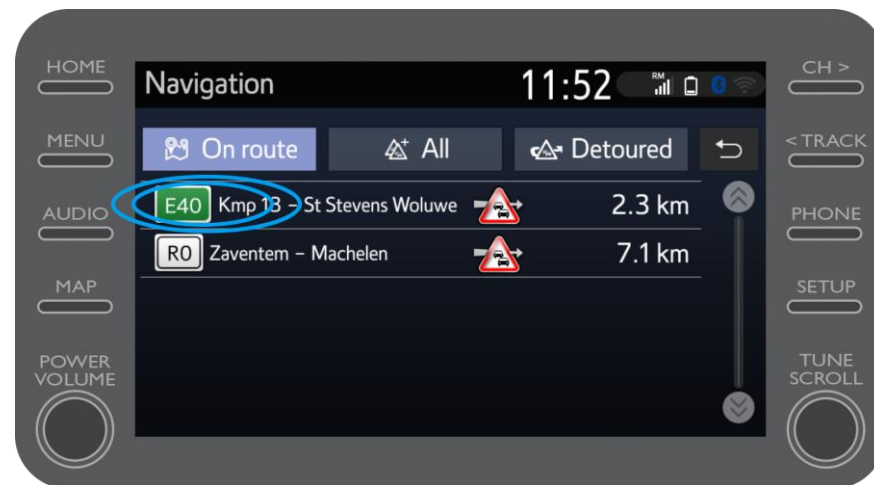 HOME
MENU
AUDIO
MAP
POWER
VOLUME
Navigation 11:52 RM
On route All Detoured
E40 Kmp 13 – St Stevens Woluwe 2.3 km
R0 Zaventem – Machelen 7.1 km
CH >
< TRACK
PHONE
SETUP
TUNE
SCROLL